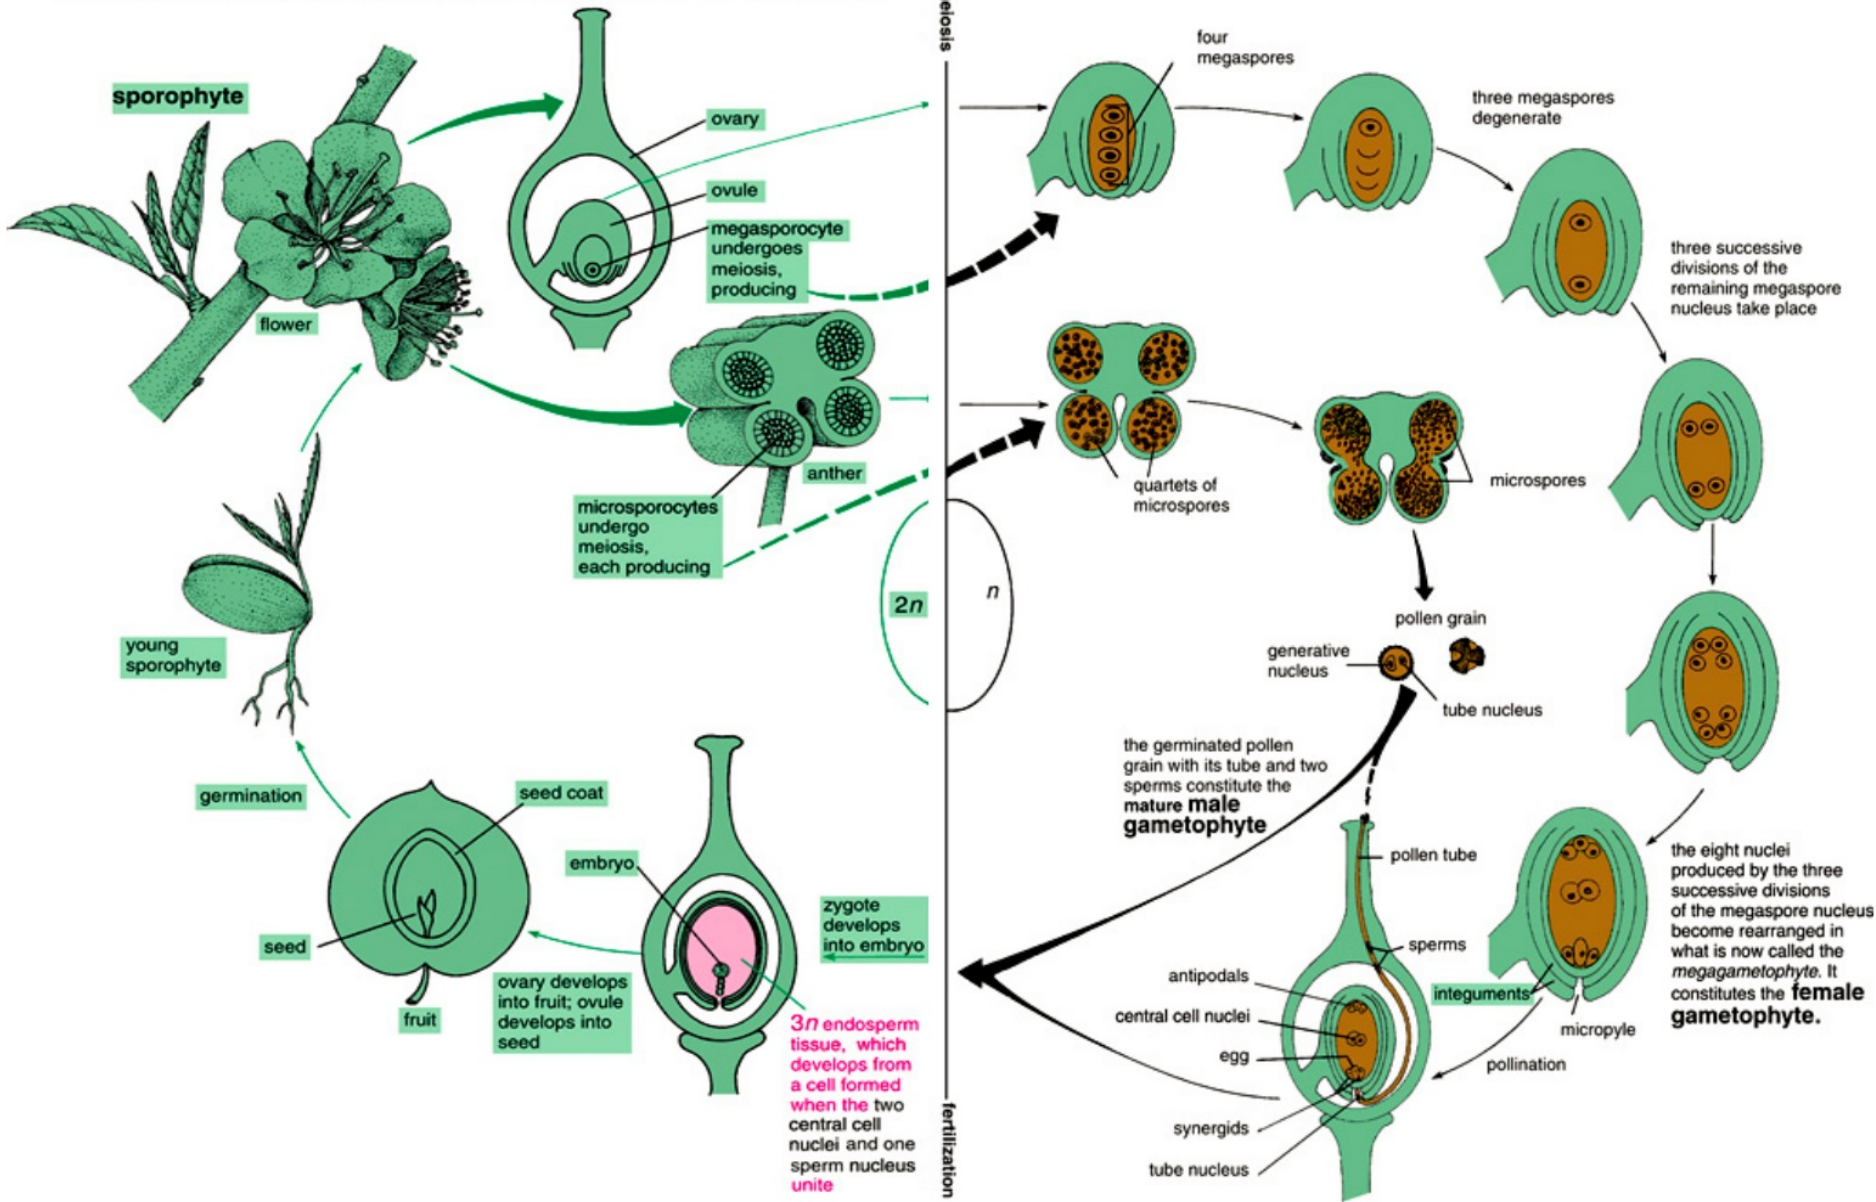 sporophyte
flower
ovary
ovule
megasporocyte
undergoes
meiosis,
producing
anther
microsporocytes
undergo
meiosis,
each producing
young
sporophyte
germination
seed coat
seed
fruit
embryo
ovary develops
into fruit; ovule
develops into
seed
zygote
develops
into embryo
3n endosperm
tissue, which
develops from
a cell formed
when the two
central cell
nuclei and one
sperm nucleus
unite
2n
n
eiosis
fertilization
four
megaspores
three megaspores
degenerate
three successive
divisions of the
remaining megaspore
nucleus take place
quartets of
microspores
microspores
pollen grain
generative
nucleus
tube nucleus
the germinated pollen
grain with its tube and two
sperms constitute the
mature male
gametophyte
pollen tube
sperms
antipodals
central cell nuclei
egg
synergids
tube nucleus
integuments
micropyle
pollination
the eight nuclei
produced by the three
successive divisions
of the megaspore nucleus
become rearranged in
what is now called the
megagametophyte. It
constitutes the female
gametophyte.